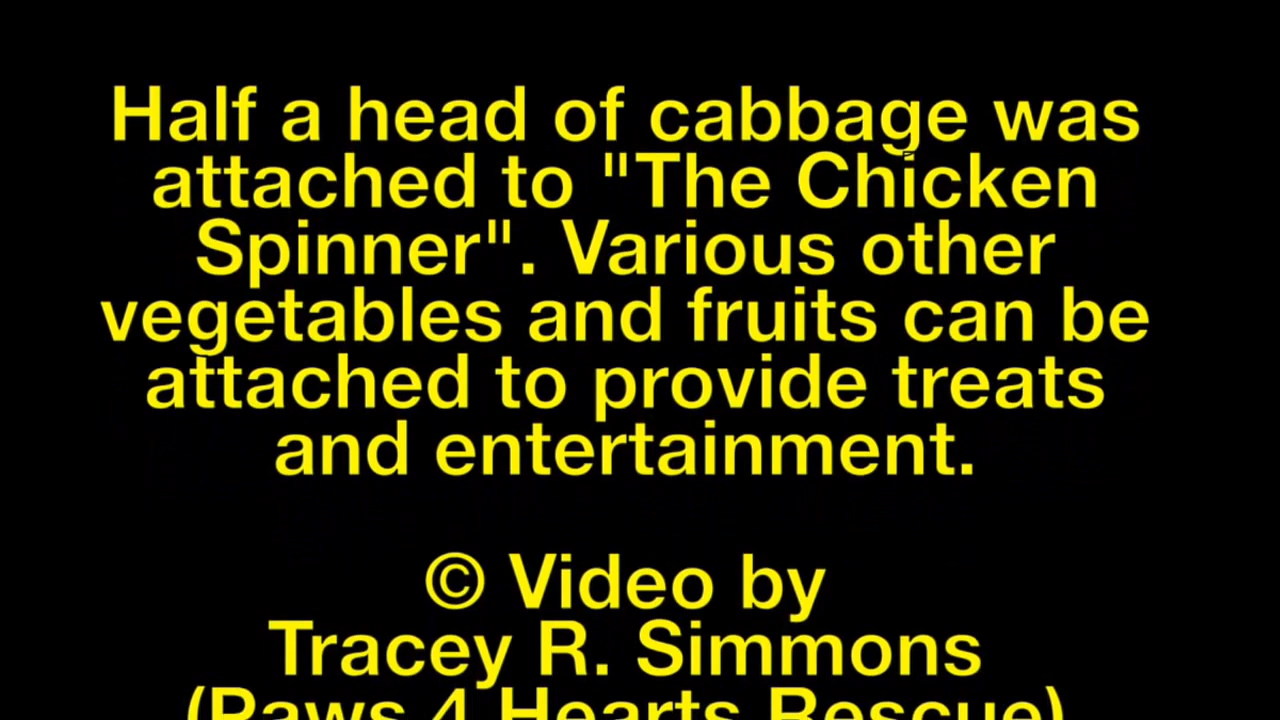 Half a head of cabbage was
attached to "The Chicken
Spinner". Various other
vegetables and fruits can be
attached to provide treats
and entertainment.
© Video by
Tracey R. Simmons
(Paws 4 Hearts Rescue)